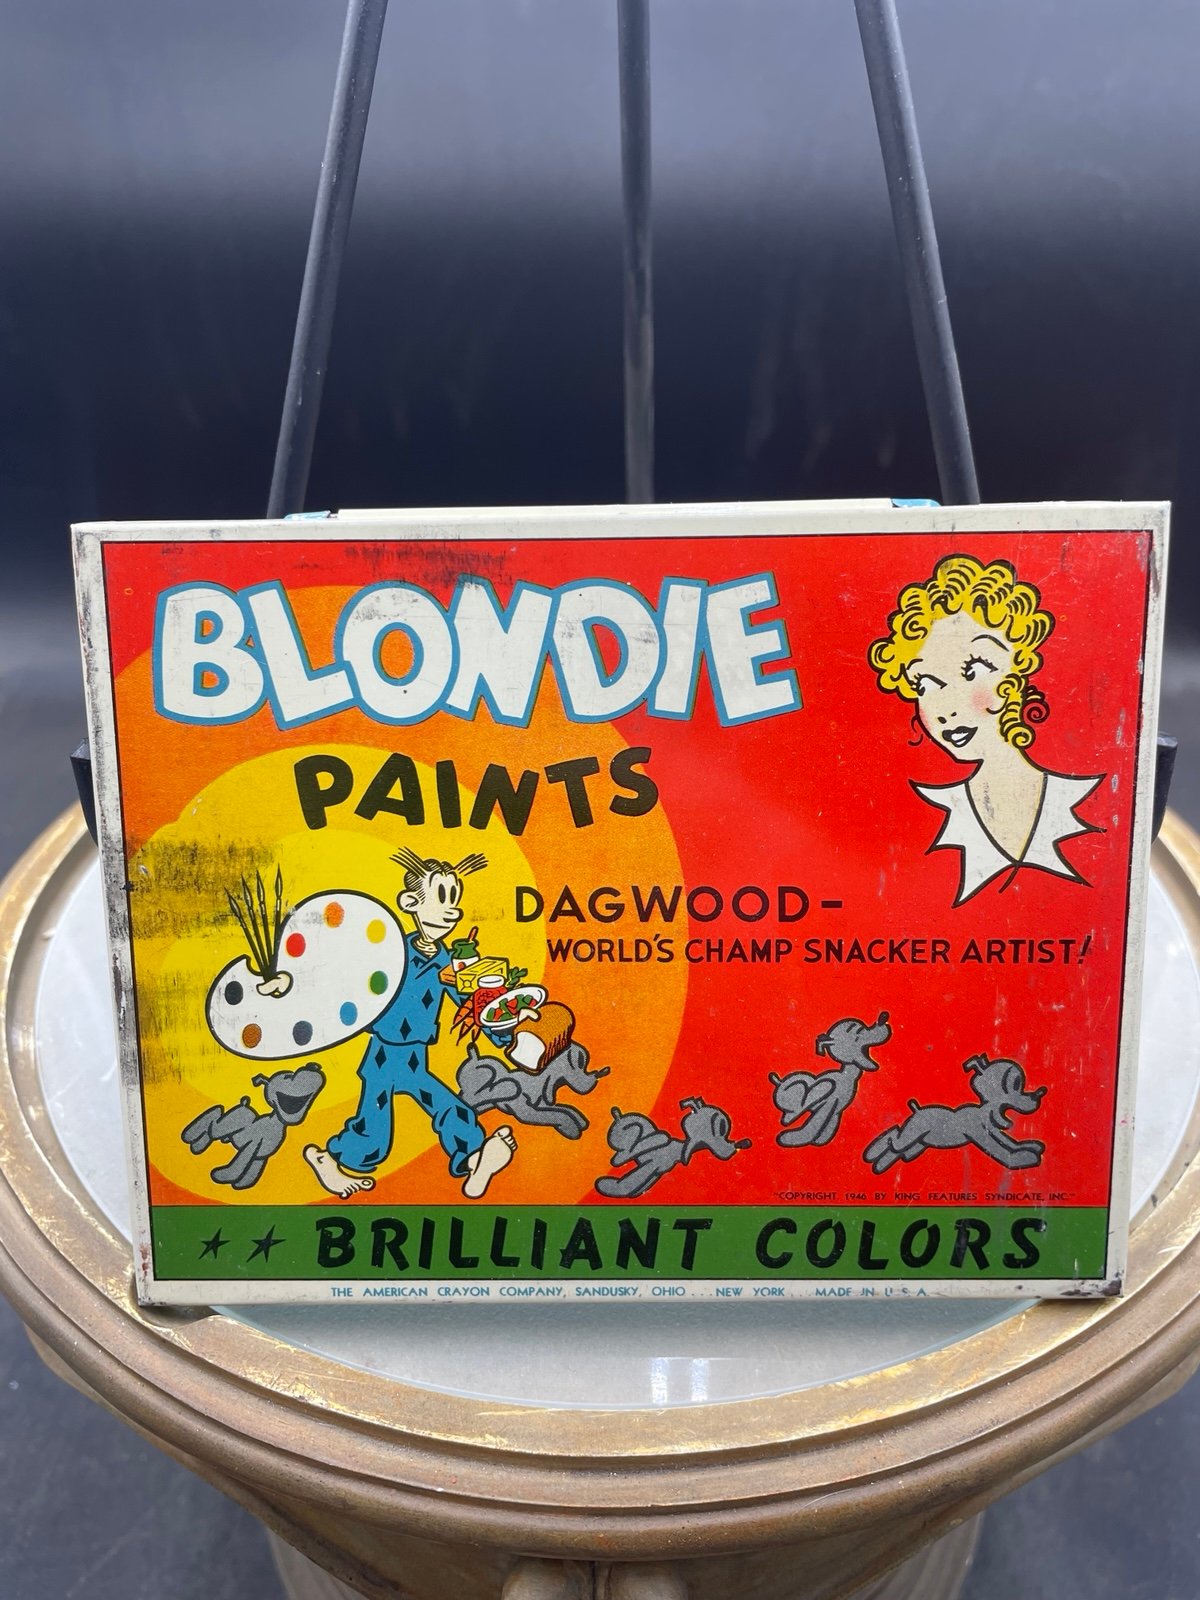 BLONDIE
PAINTS
DAGWOOD-
WORLD'S CHAMP SNACKER ARTIST!
"COPYRIGHT 1946 BY KING FEATURES SYNDICATE, INC."
★★ BRILLIANT COLORS
THE AMERICAN CRAYON COMPANY, SANDUSKY, OHIO ... NEW YORK ... MADE IN U.S.A.